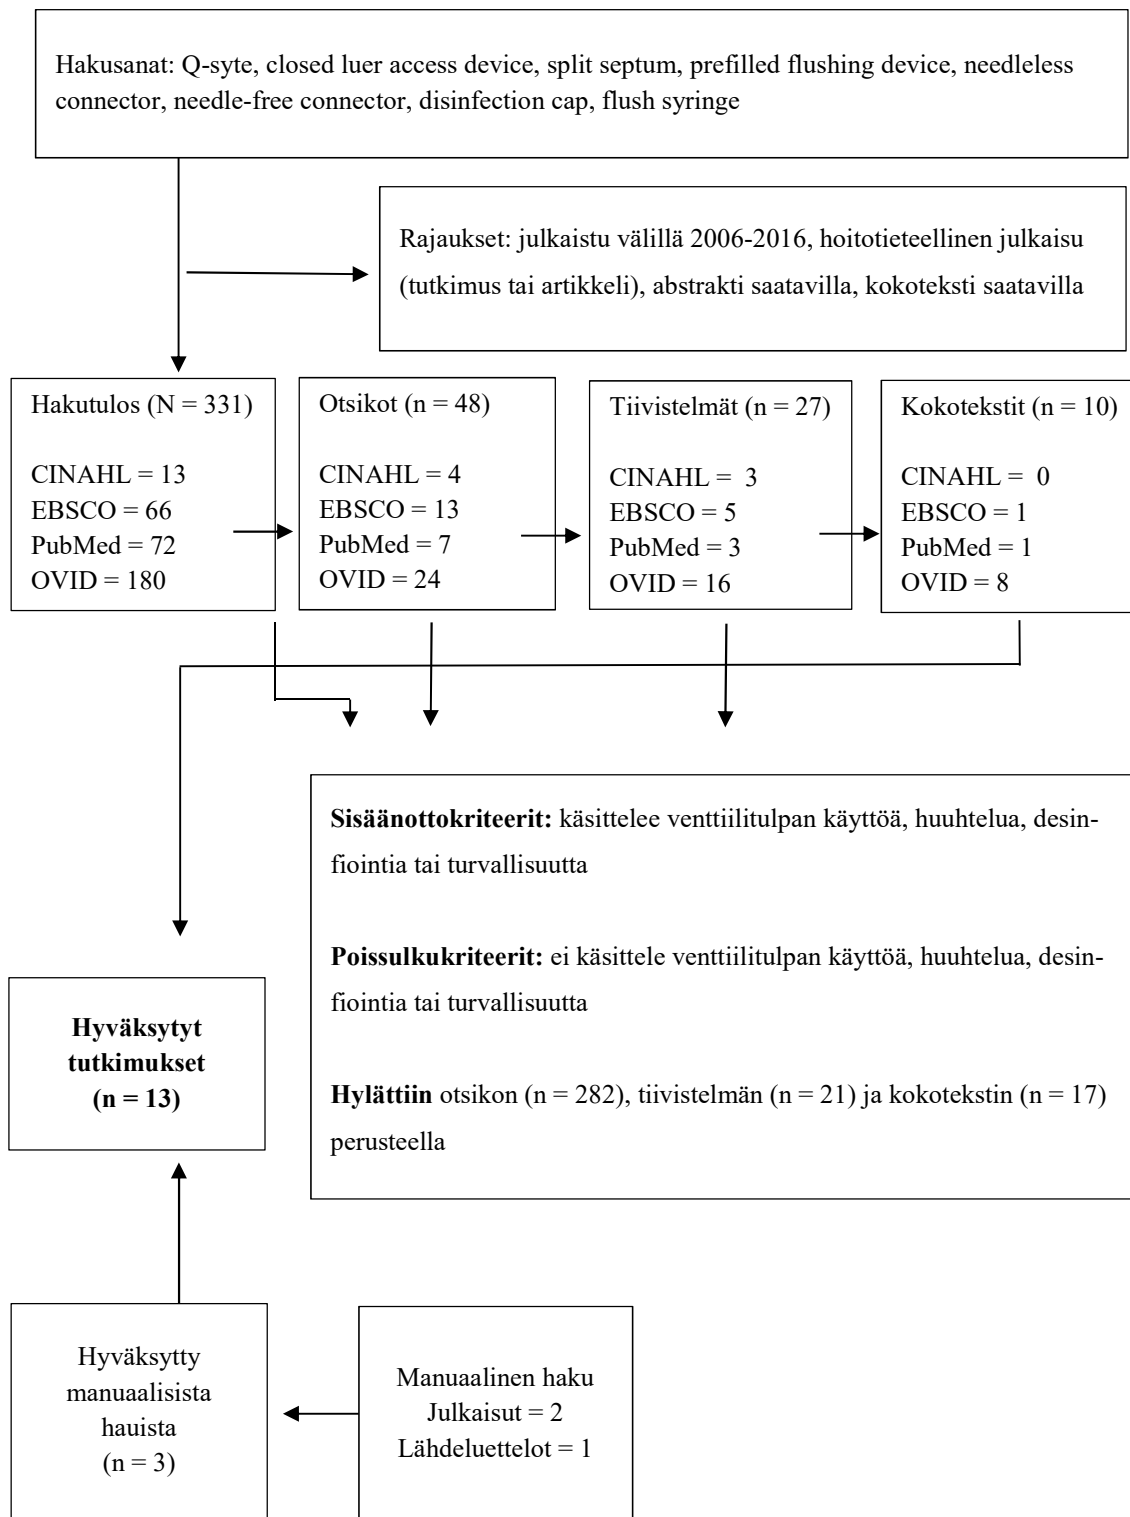 Hakusanat: Q-syte, closed luer access device, split septum, prefilled flushing device, needleless
connector, needle-free connector, disinfection cap, flush syringe
Rajaukset: julkaistu välillä 2006-2016, hoitotieteellinen julkaisu
(tutkimus tai artikkeli), abstrakti saatavilla, kokoteksti saatavilla
Hakutulos (N = 331)
CINAHL = 13
EBSCO = 66
PubMed = 72
OVID = 180
Otsikot (n = 48)
CINAHL = 4
EBSCO = 13
PubMed = 7
OVID = 24
Tiivistelmät (n = 27)
CINAHL = 3
EBSCO = 5
PubMed = 3
OVID = 16
Kokotekstit (n = 10)
CINAHL = 0
EBSCO = 1
PubMed = 1
OVID = 8
Sisäänottokriteerit: käsittelee venttiilitulpan käyttöä, huuhtelua, desin-
fiointia tai turvallisuutta
Poissulkukriteerit: ei käsittele venttiilitulpan käyttöä, huuhtelua, desin-
fiointia tai turvallisuutta
Hylättiin otsikon (n = 282), tiivistelmän (n = 21) ja kokotekstin (n = 17)
perusteella
Hyväksytyt
tutkimukset
(n = 13)
Hyväksytty
manuaalisista
hauista
(n = 3)
Manuaalinen haku
Julkaisut = 2
Lähdeluettelot = 1